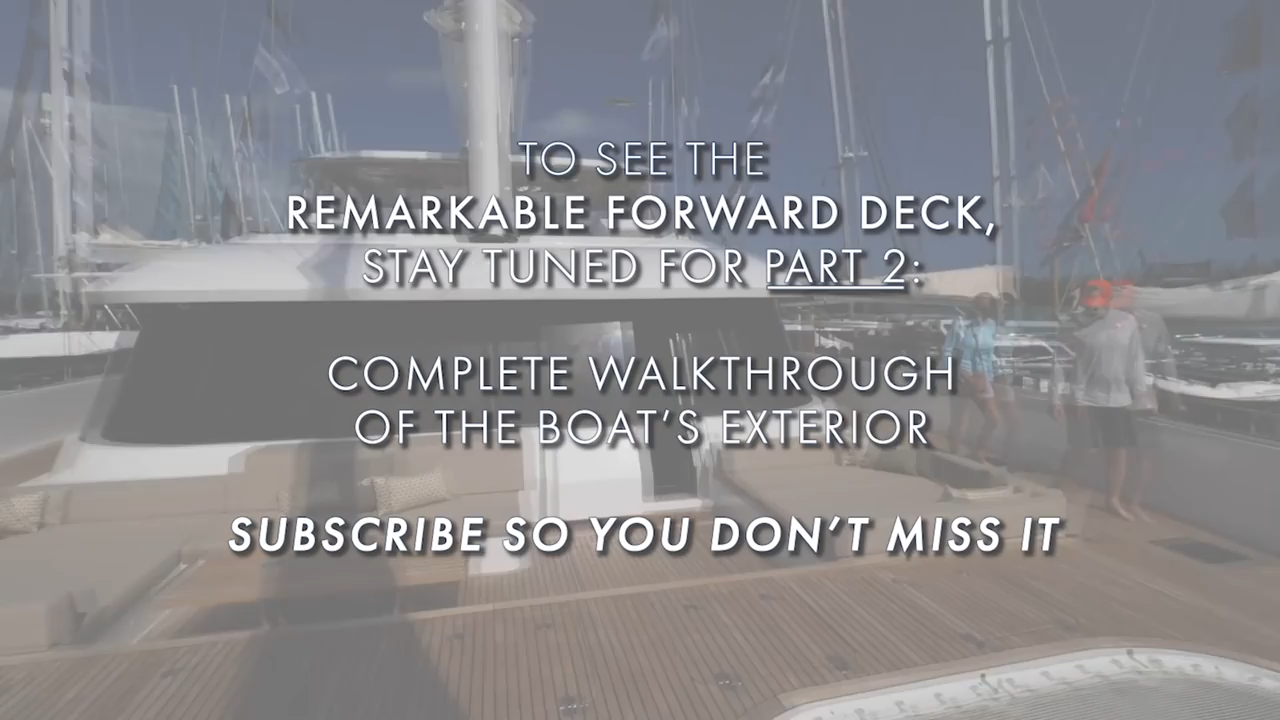 TO SEE THE
REMARKABLE FORWARD DECK,
STAY TUNED FOR PART 2:
COMPLETE WALKTHROUGH
OF THE BOAT'S EXTERIOR
SUBSCRIBE SO YOU DON'T MISS IT